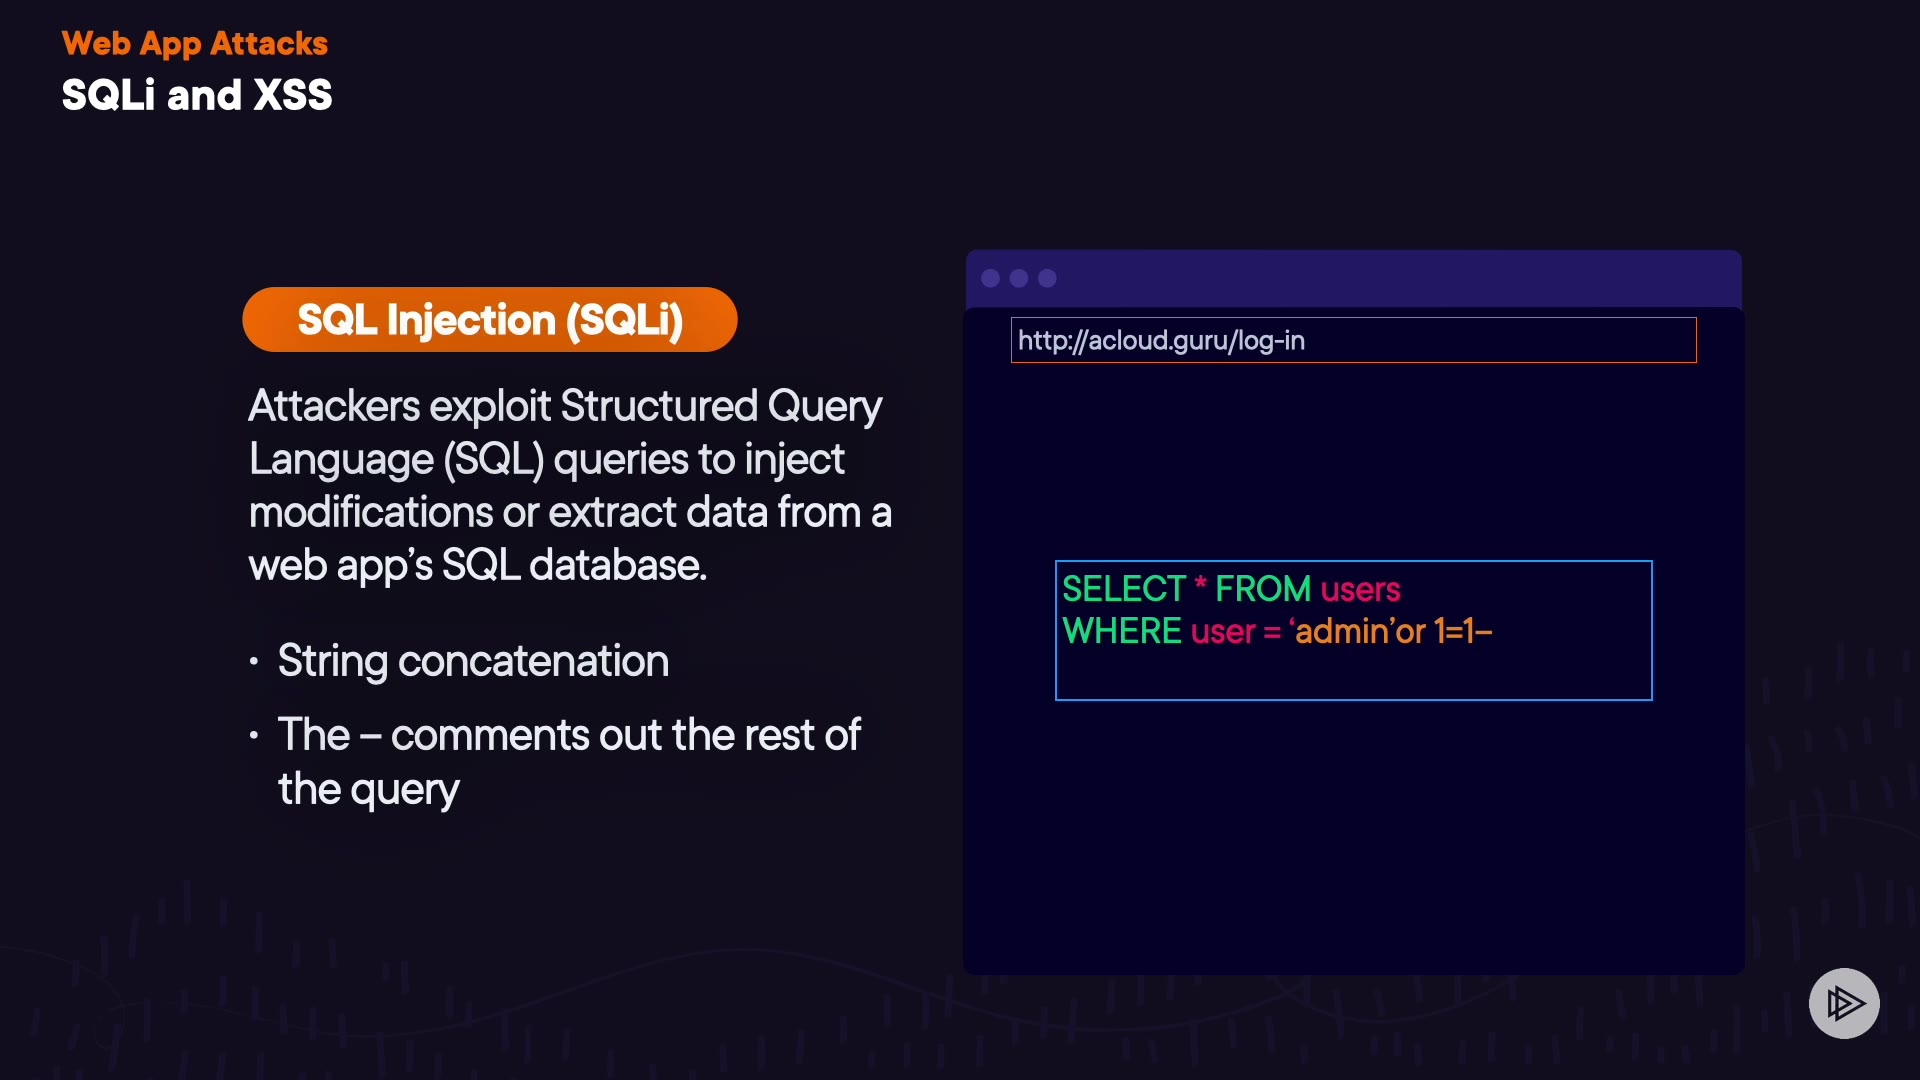 Web App Attacks
SQLi and XSS
SQL Injection (SQLi)
Attackers exploit Structured Query
Language (SQL) queries to inject
modifications or extract data from a
web app’s SQL database.
• String concatenation
• The – comments out the rest of
the query
http://acloud.guru/log-in
SELECT * FROM users
WHERE user = ‘admin’or 1=1–